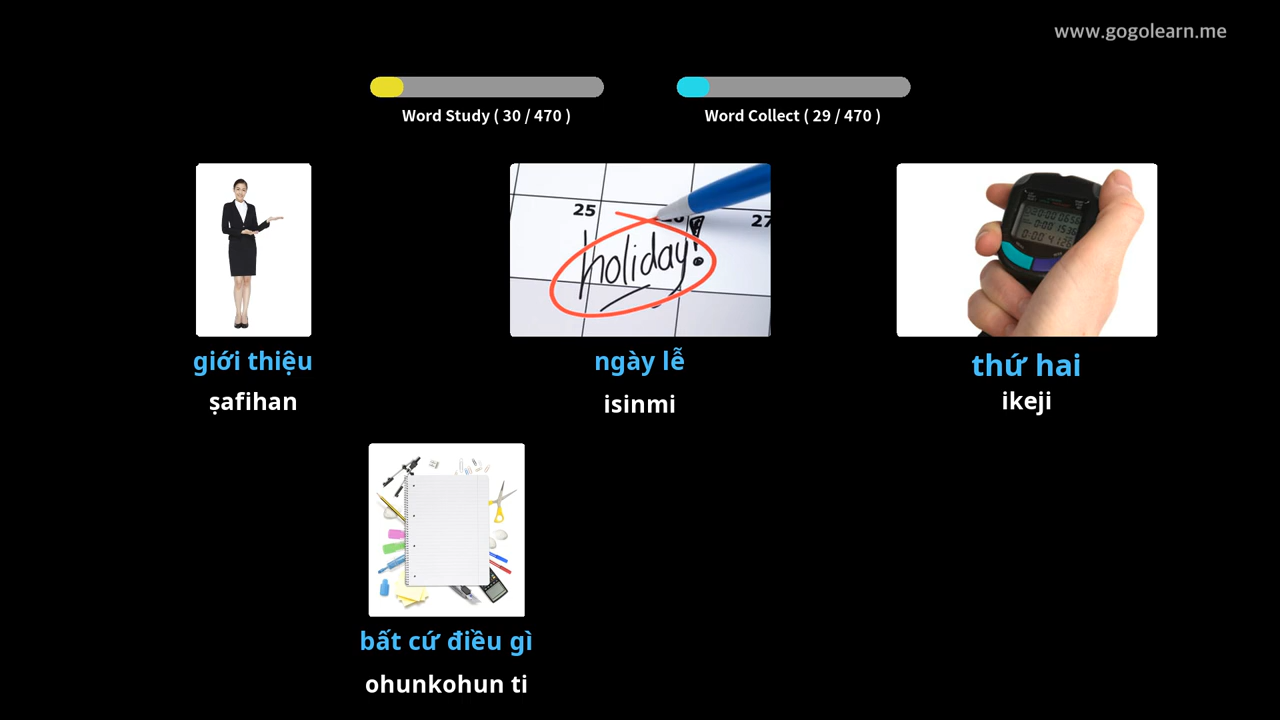 www.gogolearn.me
Word Study ( 30 / 470 )
Word Collect ( 29 / 470 )
25
27
holiday!
giới thiệu
ngày lễ
thứ hai
ṣafihan
isinmi
ikeji
bất cứ điều gì
ohunkohun ti